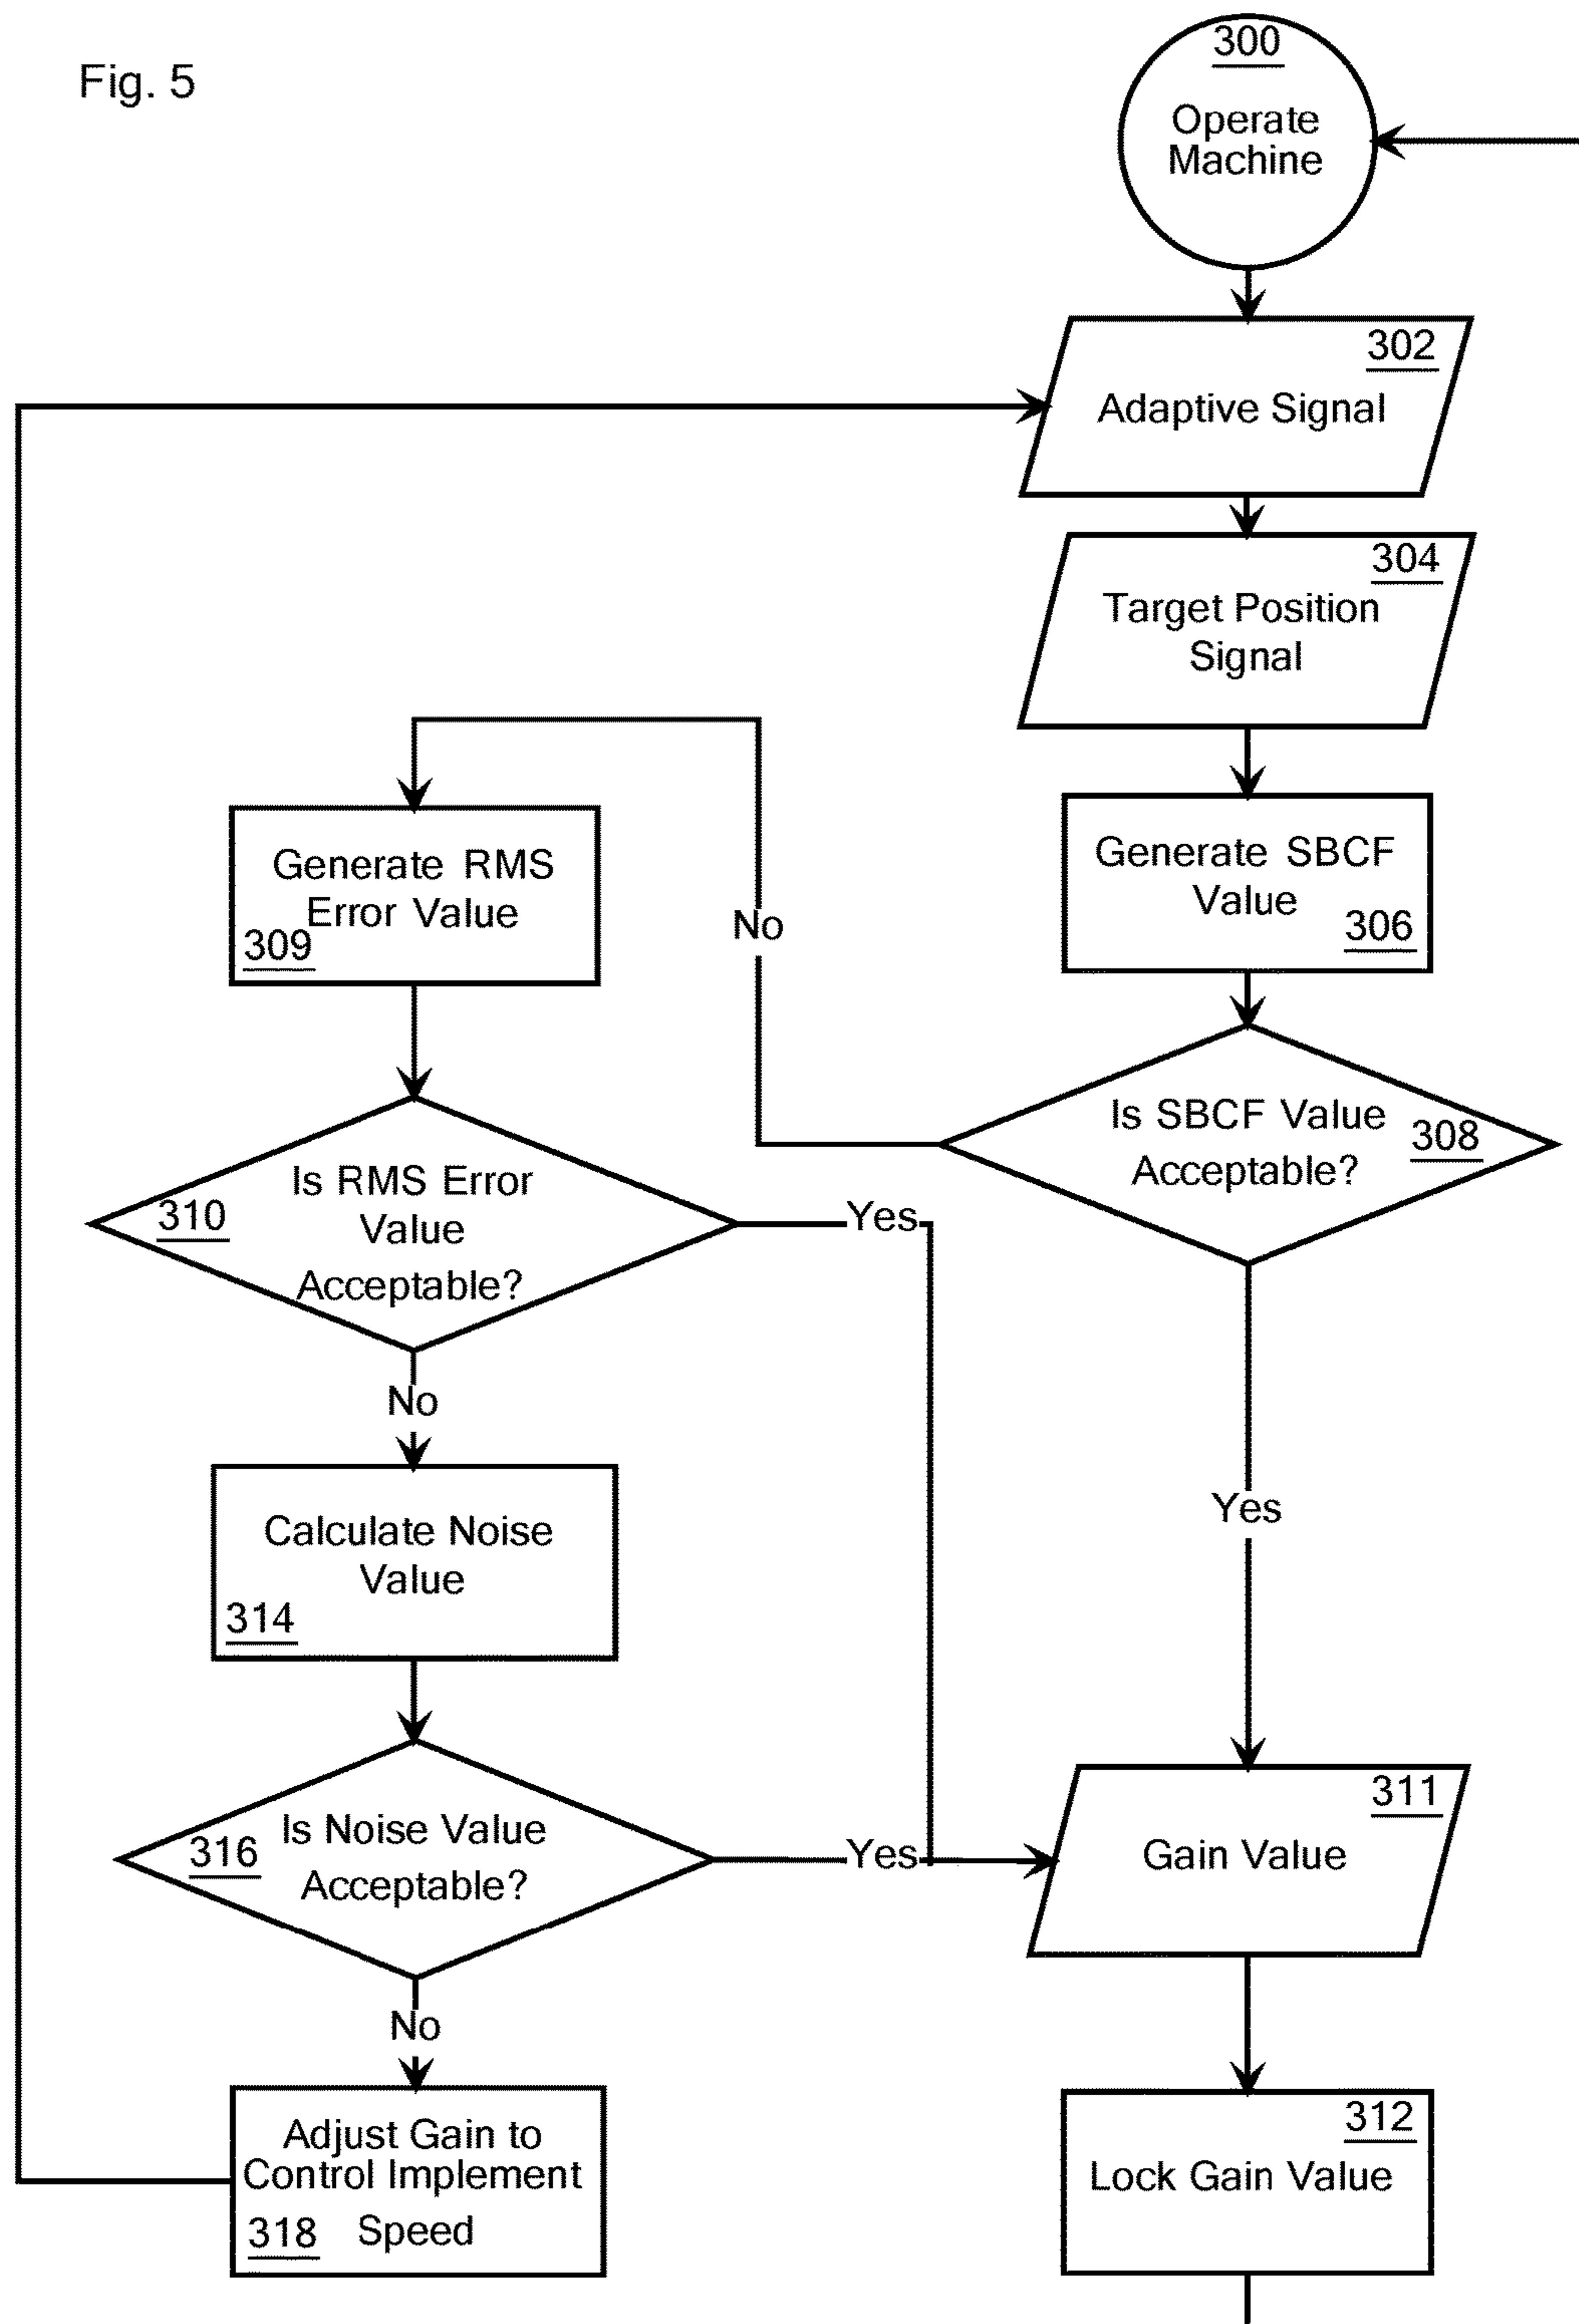 Fig. 5
300
Operate
Machine
302
Adaptive Signal
304
Target Position
Signal
Generate SBCF
Value
306
Is SBCF Value
Acceptable?
308
No
Yes
Generate RMS
Error Value
309
Is RMS Error
Value
Acceptable?
310
Yes
No
Calculate Noise
Value
314
Is Noise Value
Acceptable?
316
Yes
No
Adjust Gain to
Control Implement
Speed
318
311
Gain Value
312
Lock Gain Value